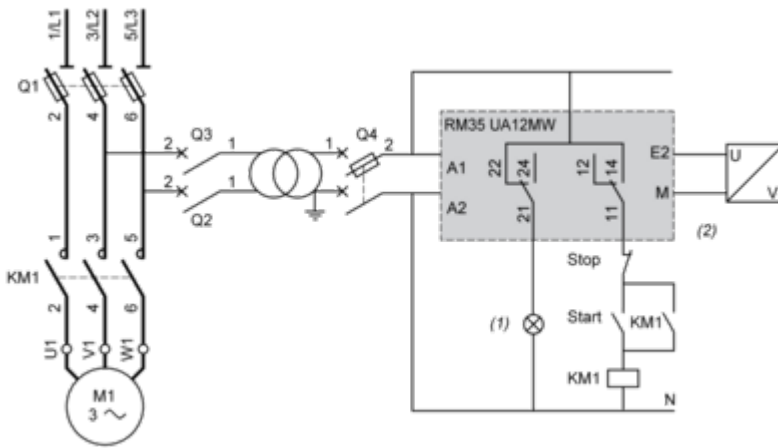 1/L1 3/L2 5/L3
Q1
2 4 6
2 Q3 1 1 Q4 2
2 Q2 1
RM35 UA12MW
A1
A2
22 24 12 14
21 11
E2
M
U
V
(2)
1 3 5
KM1
2 4 6
U1 V1 W1
M1
3
Stop
(1)
Start KM1
KM1
N